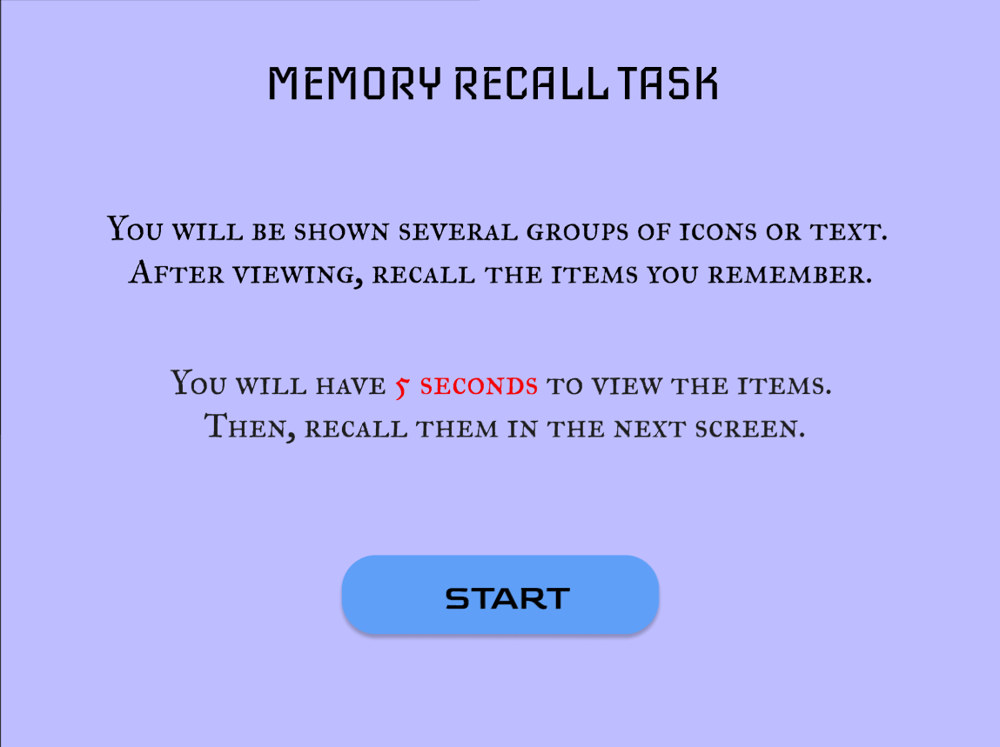 MEMORY RECALL TASK
You will be shown several groups of icons or text.
After viewing, recall the items you remember.
You will have 5 seconds to view the items.
Then, recall them in the next screen.
START